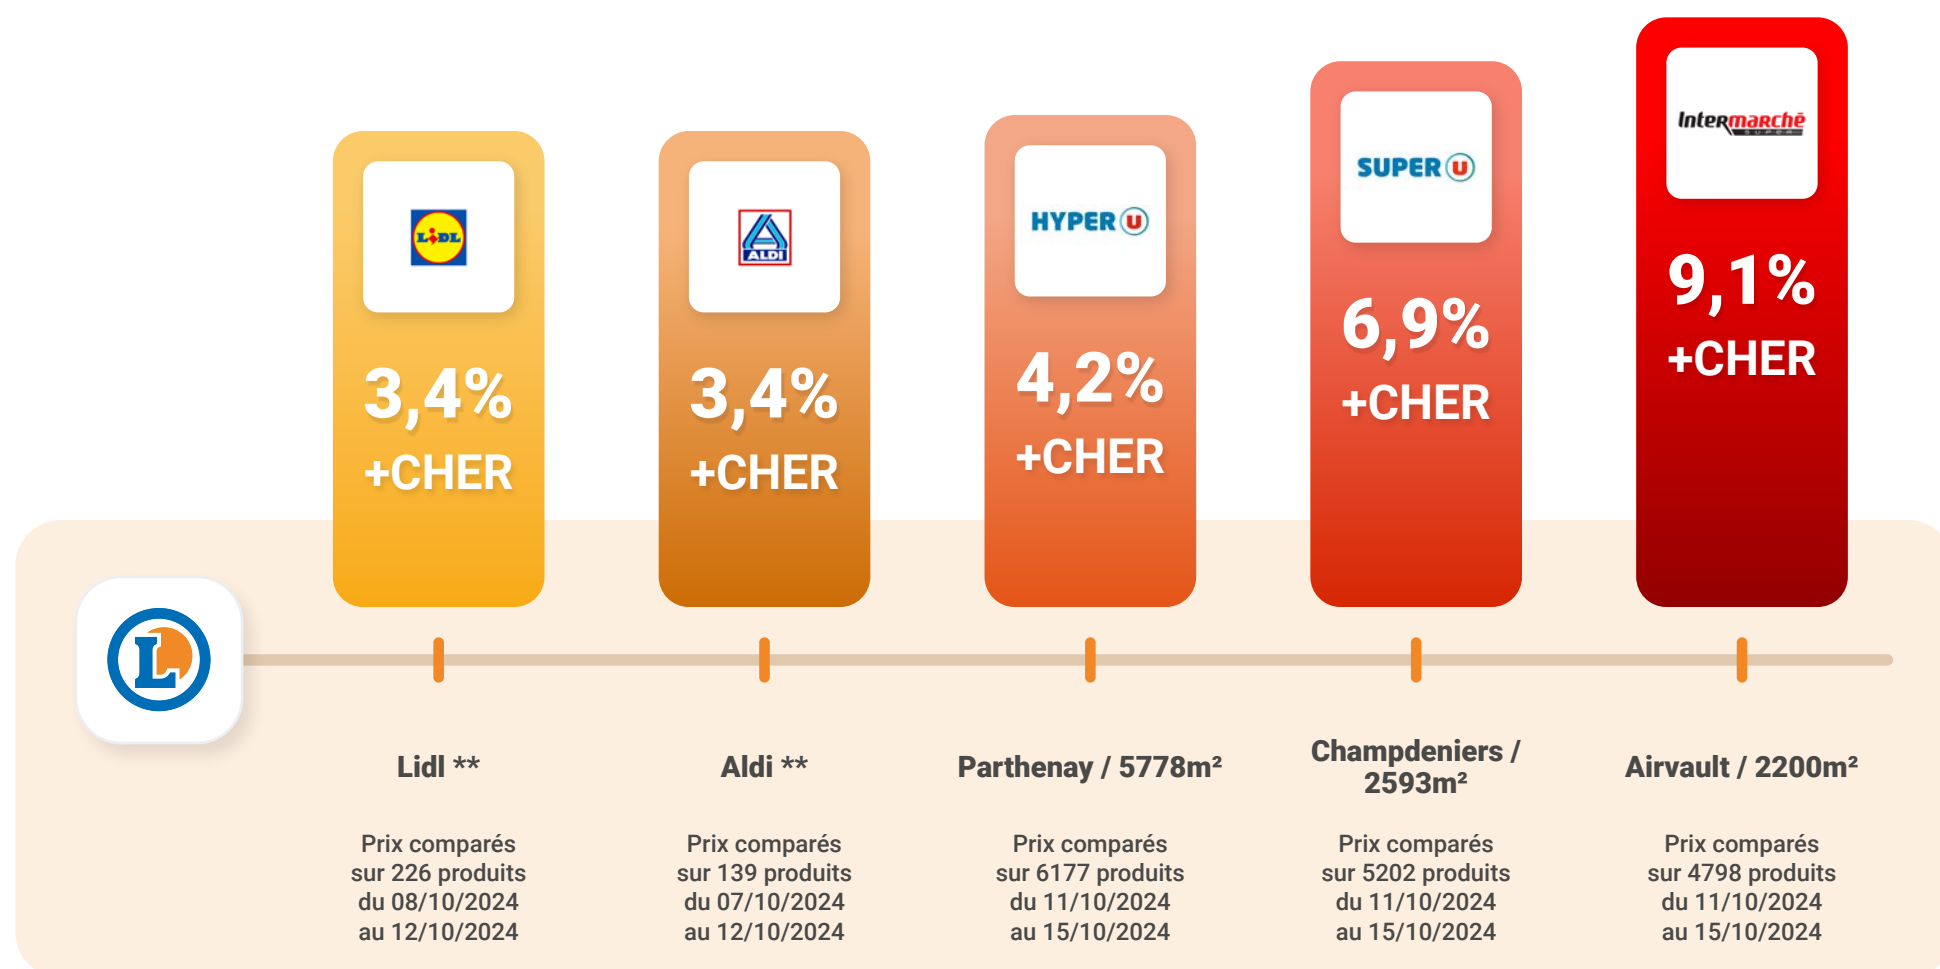 LIDL
3,4%
+CHER
ALDI
3,4%
+CHER
HYPER U
4,2%
+CHER
SUPER U
6,9%
+CHER
Intermarchē
SUPER
9,1%
+CHER
L
Lidl **
Prix comparés
sur 226 produits
du 08/10/2024
au 12/10/2024
Aldi **
Prix comparés
sur 139 produits
du 07/10/2024
au 12/10/2024
Parthenay / 5778m²
Prix comparés
sur 6177 produits
du 11/10/2024
au 15/10/2024
Champdeniers /
2593m²
Prix comparés
sur 5202 produits
du 11/10/2024
au 15/10/2024
Airvault / 2200m²
Prix comparés
sur 4798 produits
du 11/10/2024
au 15/10/2024